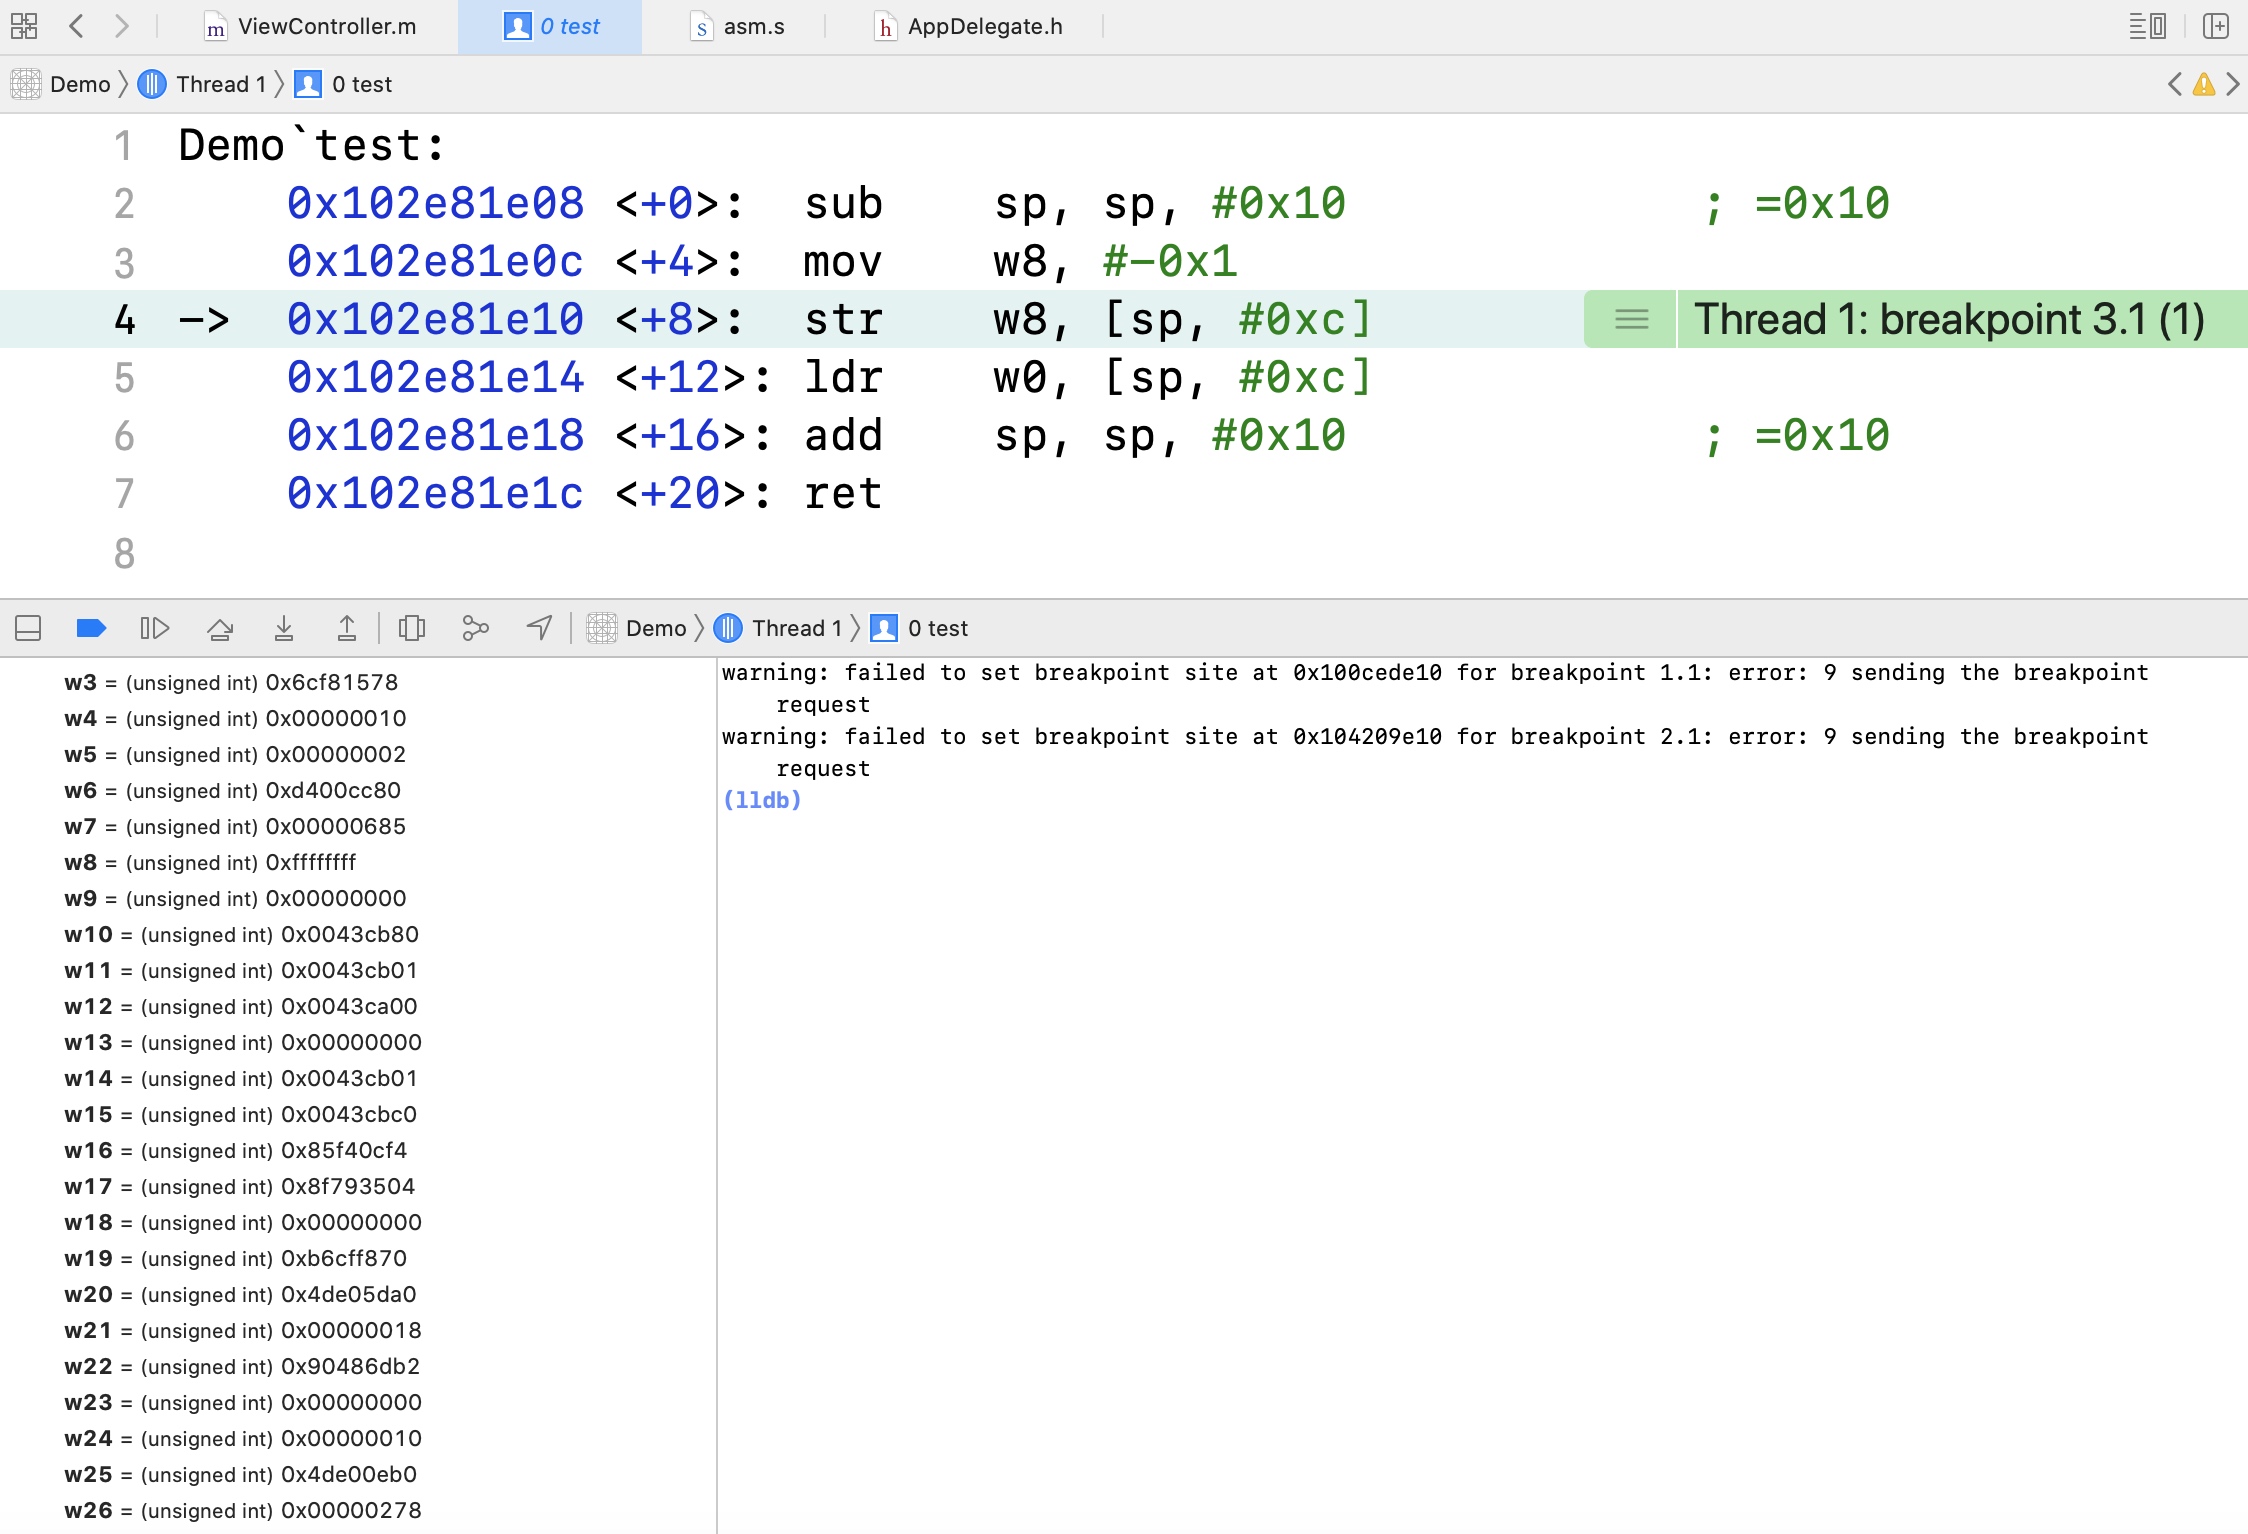 ViewController.m
0 test
asm.s
AppDelegate.h
Demo Thread 1 0 test
1 Demo`test:
2 0x102e81e08 <+0>: sub sp, sp, #0x10 ; =0x10
3 0x102e81e0c <+4>: mov w8, #-0x1
4 -> 0x102e81e10 <+8>: str w8, [sp, #0xc] Thread 1: breakpoint 3.1 (1)
5 0x102e81e14 <+12>: ldr w0, [sp, #0xc]
6 0x102e81e18 <+16>: add sp, sp, #0x10 ; =0x10
7 0x102e81e1c <+20>: ret
8
Demo Thread 1 0 test
w3 = (unsigned int) 0x6cf81578
w4 = (unsigned int) 0x00000010
w5 = (unsigned int) 0x00000002
w6 = (unsigned int) 0xd400cc80
w7 = (unsigned int) 0x00000685
w8 = (unsigned int) 0xffffffff
w9 = (unsigned int) 0x00000000
w10 = (unsigned int) 0x0043cb80
w11 = (unsigned int) 0x0043cb01
w12 = (unsigned int) 0x0043ca00
w13 = (unsigned int) 0x00000000
w14 = (unsigned int) 0x0043cb01
w15 = (unsigned int) 0x0043cbc0
w16 = (unsigned int) 0x85f40cf4
w17 = (unsigned int) 0x8f793504
w18 = (unsigned int) 0x00000000
w19 = (unsigned int) 0xb6cff870
w20 = (unsigned int) 0x4de05da0
w21 = (unsigned int) 0x00000018
w22 = (unsigned int) 0x90486db2
w23 = (unsigned int) 0x00000000
w24 = (unsigned int) 0x00000010
w25 = (unsigned int) 0x4de00eb0
w26 = (unsigned int) 0x00000278
warning: failed to set breakpoint site at 0x100cede10 for breakpoint 1.1: error: 9 sending the breakpoint
request
warning: failed to set breakpoint site at 0x104209e10 for breakpoint 2.1: error: 9 sending the breakpoint
request
(lldb)